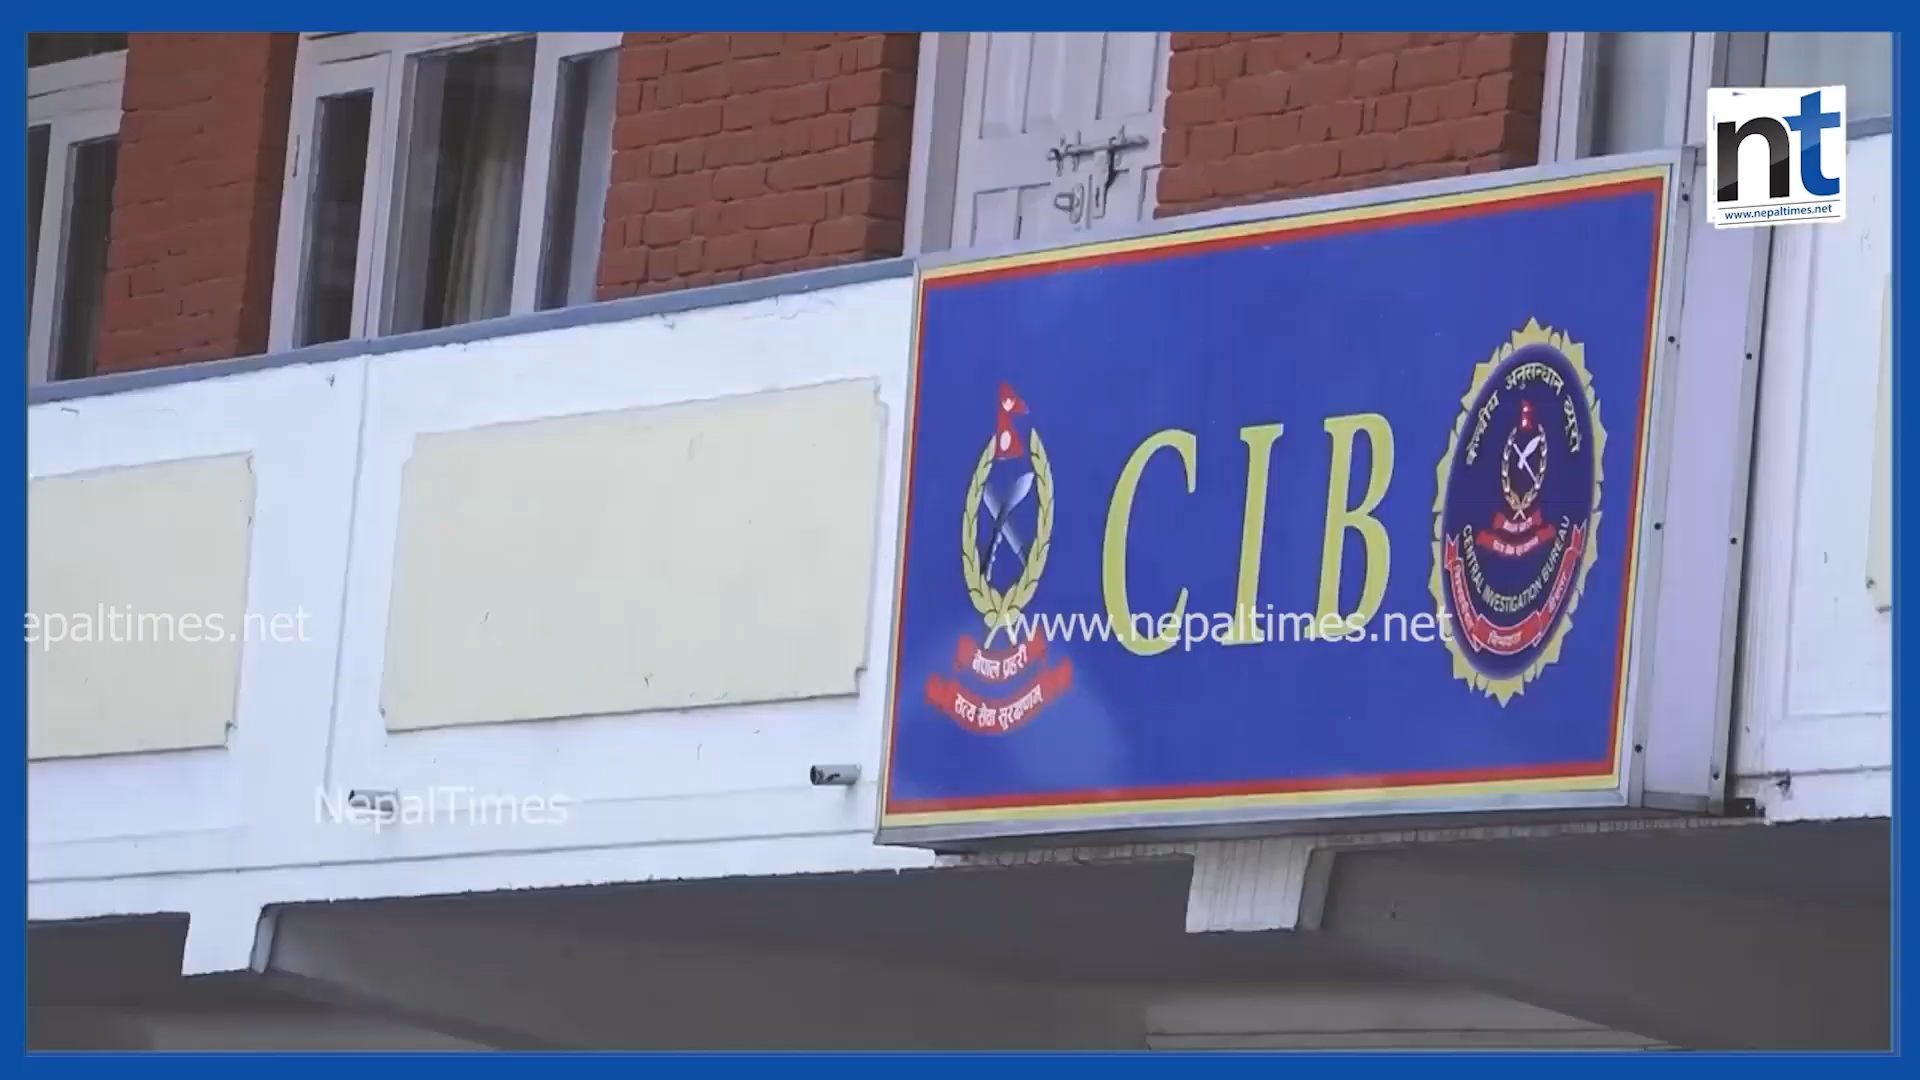 nt
www.nepaltimes.net
CIB
केन्द्रीय अनुसन्धान ब्यूरो
CENTRAL INVESTIGATION BUREAU
नेपाल प्रहरी
सत्य सेवा सुरक्षणम्
epaltimes.net
www.nepaltimes.net
NepalTimes